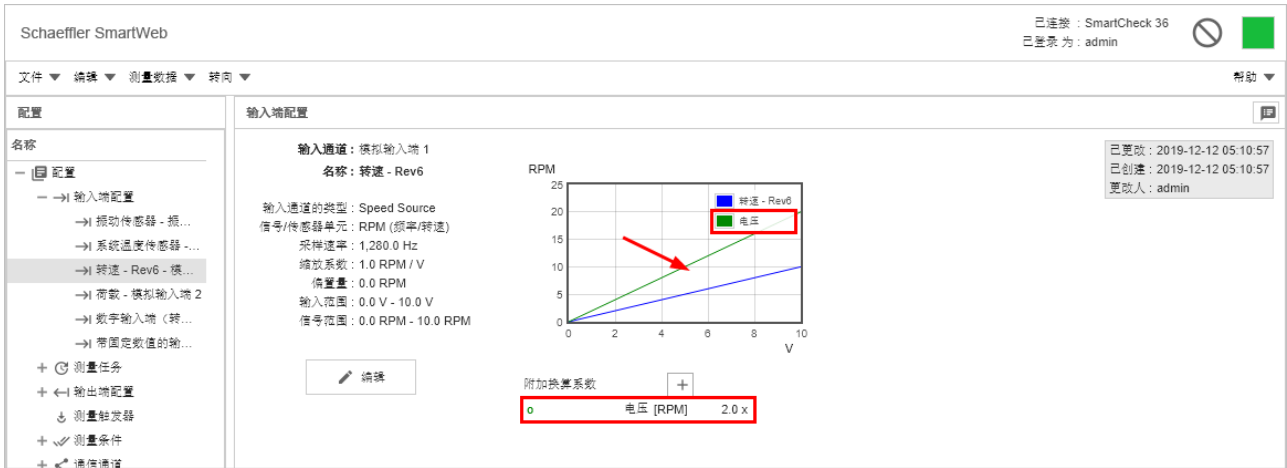 Schaeffler SmartWeb
已连接 : SmartCheck 36
已登录 为 : admin
文件 编辑 测量数据 转向 帮助
配置
名称
配置
输入端配置
振动传感器 - 振...
系统温度传感器 -...
转速 - Rev6 - 模...
荷载 - 模拟输入端 2
数字输入端（转...
带固定数值的输...
测量任务
输出端配置
测量触发器
测量条件
通信通道
输入端配置
输入通道 : 模拟输入端 1
名称 : 转速 - Rev6
输入通道的类型 : Speed Source
信号/传感器单元 : RPM (频率/转速)
采样速率 : 1,280.0 Hz
缩放系数 : 1.0 RPM / V
偏置量 : 0.0 RPM
输入范围 : 0.0 V - 10.0 V
信号范围 : 0.0 RPM - 10.0 RPM
编辑
RPM
25
20
15
10
5
0
0 2 4 6 8 10
V
转速 - Rev6
电压
附加换算系数 +
o 电压 [RPM] 2.0 x
已更改 : 2019-12-12 05:10:57
已创建 : 2019-12-12 05:10:57
更改人 : admin